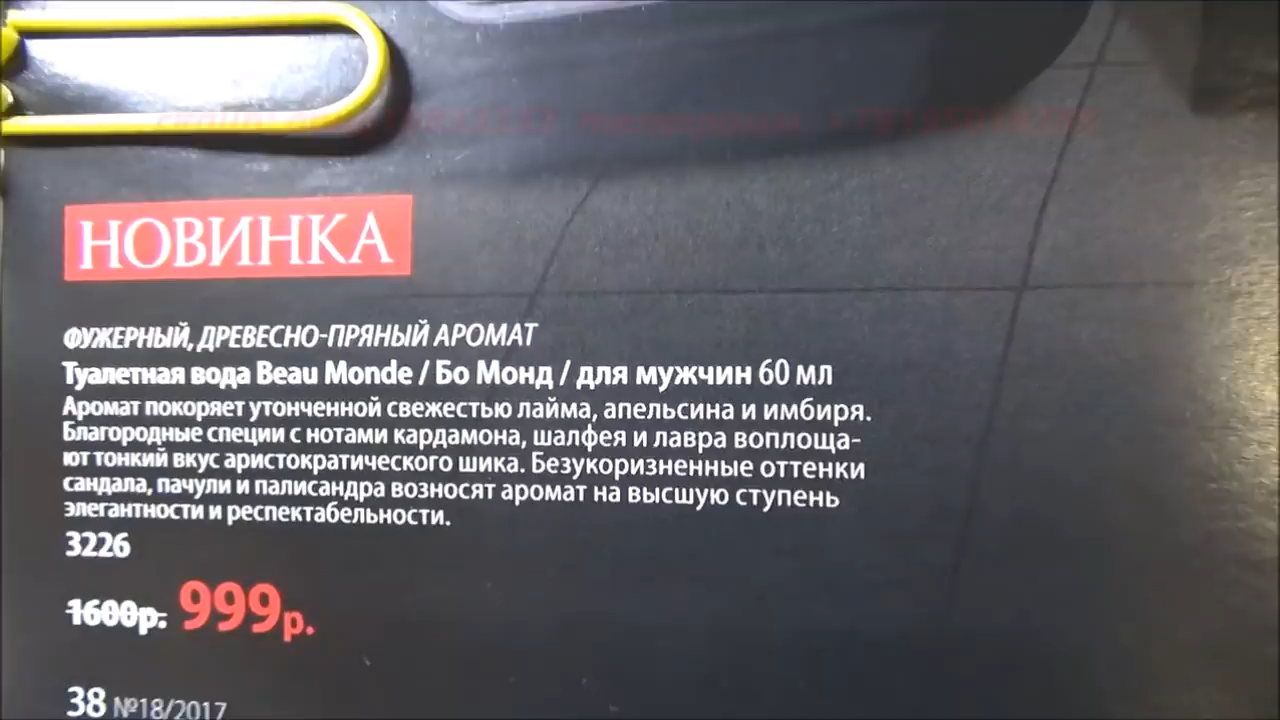 НОВИНКА
ФУЖЕРНЫЙ, ДРЕВЕСНО-ПРЯНЫЙ АРОМАТ
Туалетная вода Beau Monde / Бо Монд / для мужчин 60 мл
Аромат покоряет утонченной свежестью лайма, апельсина и имбиря.
Благородные специи с нотами кардамона, шалфея и лавра воплоща-
ют тонкий вкус аристократического шика. Безукоризненные оттенки
сандала, пачули и палисандра возносят аромат на высшую ступень
элегантности и респектабельности.
3226
1600р. 999р.
38 №18/2017